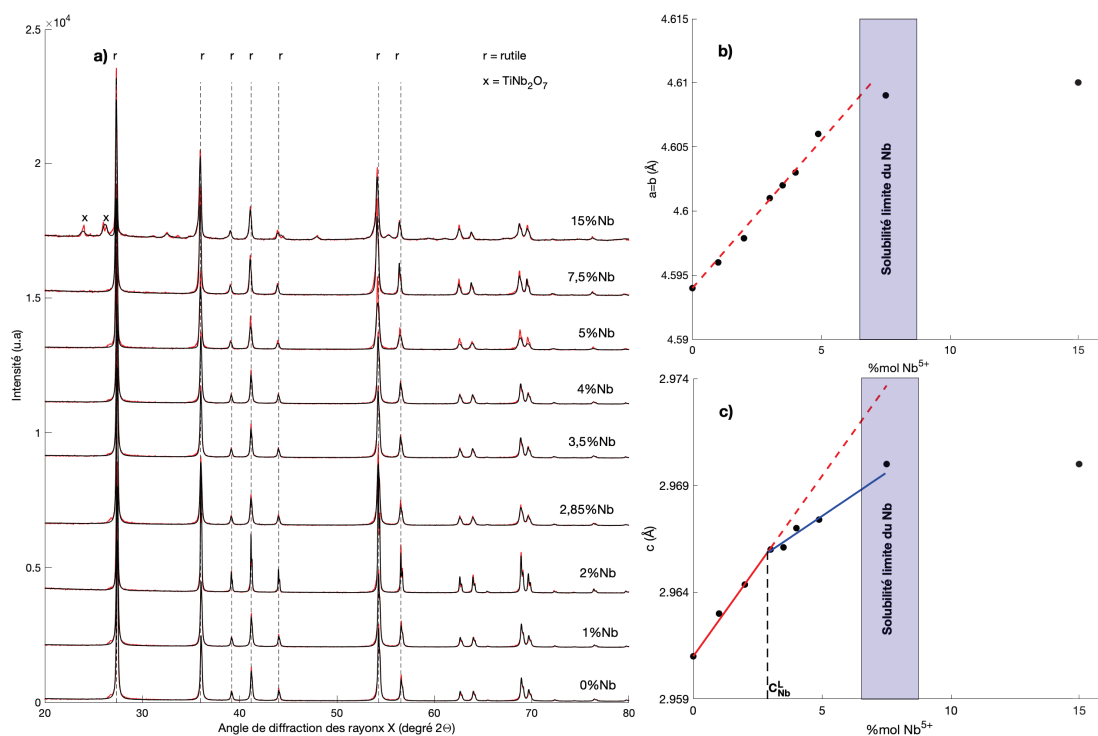 ×10⁴
2.5
a)
r r r r r r r
r = rutile
x = TiNb₂O₇
2
x x
15%Nb
7,5%Nb
1.5
5%Nb
4%Nb
1
3,5%Nb
2,85%Nb
0.5
2%Nb
1%Nb
0%Nb
0
20 30 40 50 60 70 80
Angle de diffraction des rayonx X (degré 2Θ)
Intensité (u.a)
b)
4.615
4.61
4.605
4.6
4.595
4.59
a=b (Å)
Solubilité limite du Nb
0 5 10 15
%mol Nb⁵⁺
c)
2.974
2.969
2.964
2.959
c (Å)
Solubilité limite du Nb
C^L_Nb
0 5 10 15
%mol Nb⁵⁺